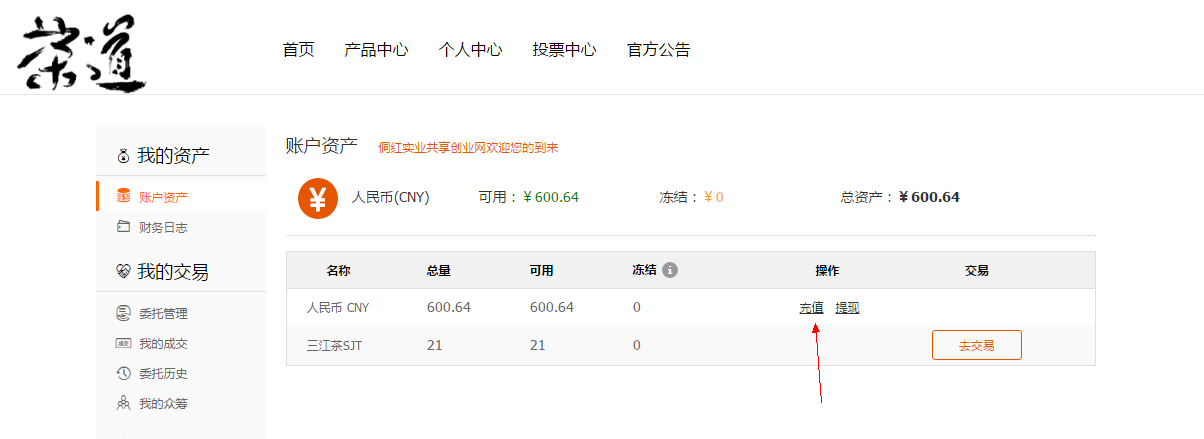 茶道
首页 产品中心 个人中心 投票中心 官方公告
我的资产
账户资产
财务日志
我的交易
委托管理
我的成交
委托历史
我的众筹
账户资产 侗红实业共享创业网欢迎您的到来
人民币(CNY) 可用：￥600.64 冻结：￥0 总资产：￥600.64
名称 总量 可用 冻结 操作 交易
人民币 CNY 600.64 600.64 0 充值 提现
三江茶SJT 21 21 0 去交易